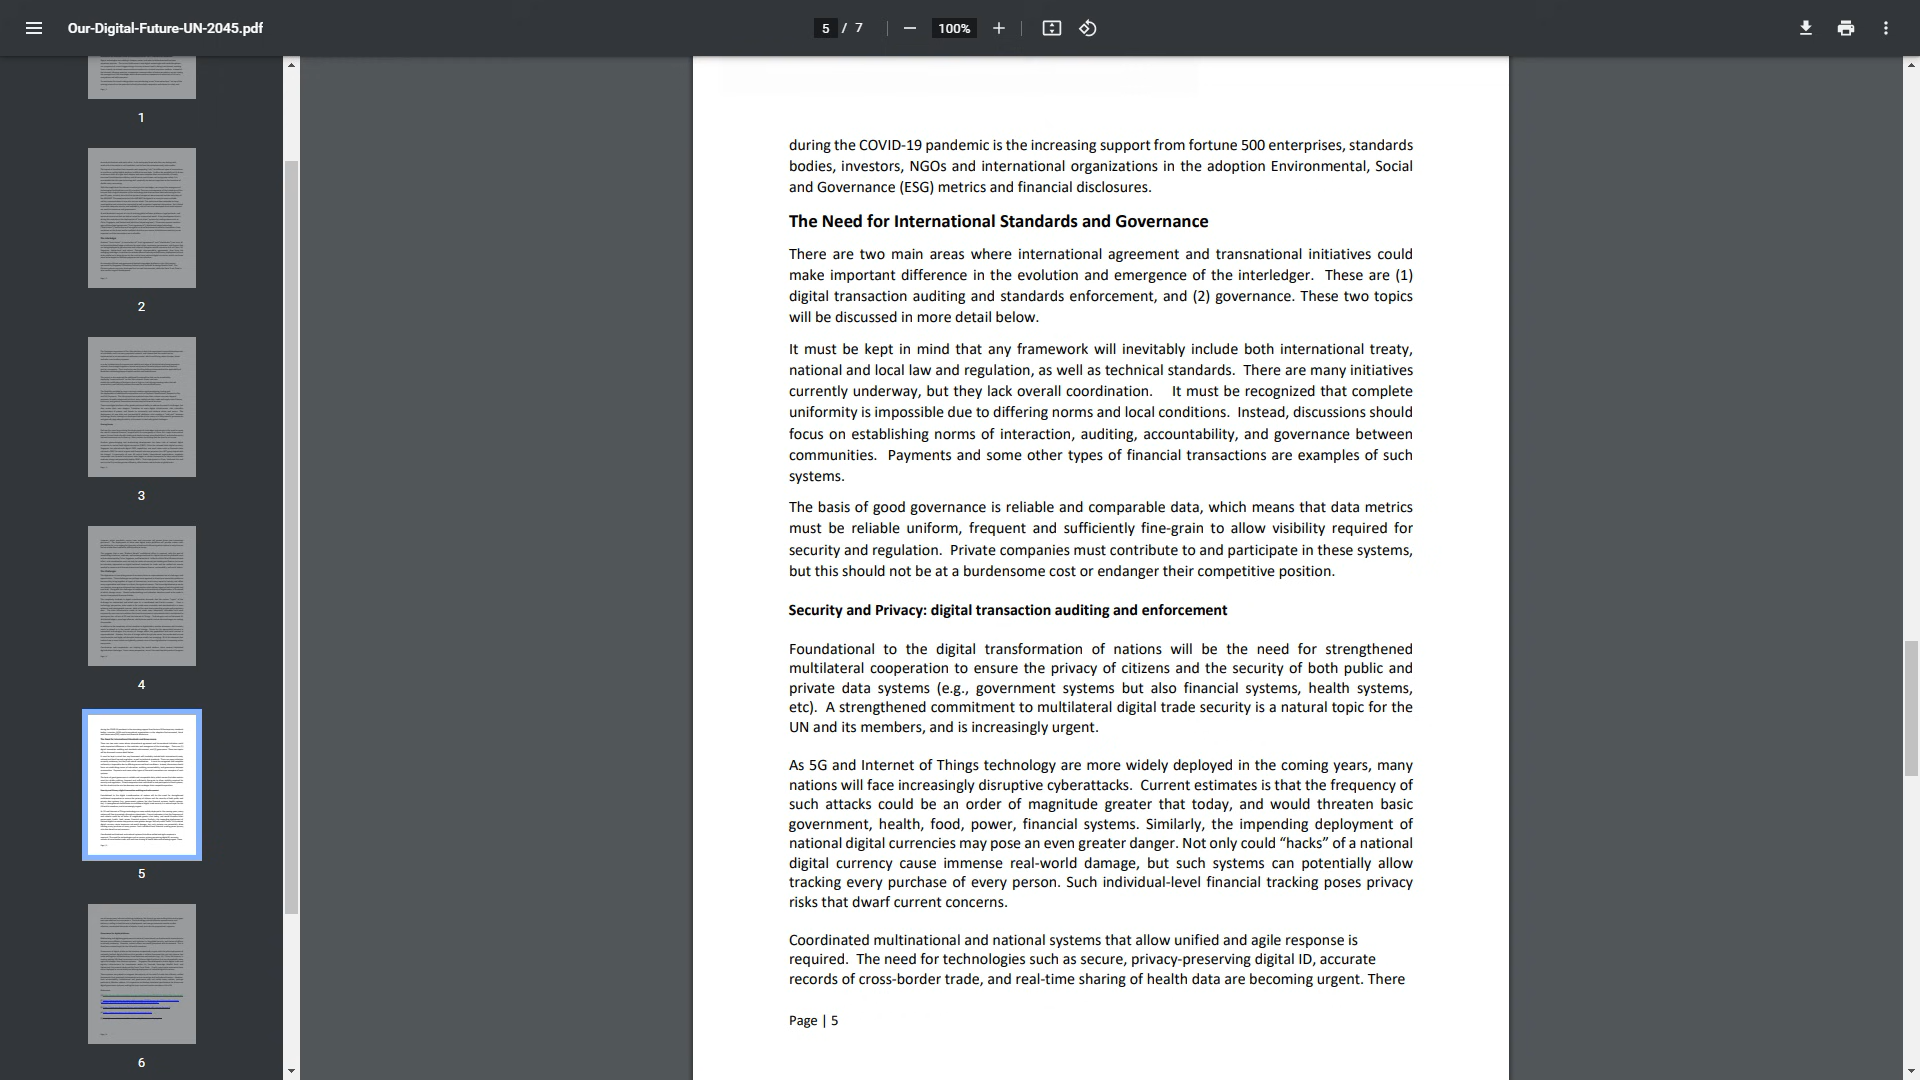 Our-Digital-Future-UN-2045.pdf
5 / 7
100%
1
2
3
4
5
6
during the COVID-19 pandemic is the increasing support from fortune 500 enterprises, standards
bodies, investors, NGOs and international organizations in the adoption Environmental, Social
and Governance (ESG) metrics and financial disclosures.
The Need for International Standards and Governance
There are two main areas where international agreement and transnational initiatives could
make important difference in the evolution and emergence of the interledger.  These are (1)
digital transaction auditing and standards enforcement, and (2) governance. These two topics
will be discussed in more detail below.
It must be kept in mind that any framework will inevitably include both international treaty,
national and local law and regulation, as well as technical standards.  There are many initiatives
currently underway, but they lack overall coordination.   It must be recognized that complete
uniformity is impossible due to differing norms and local conditions.  Instead, discussions should
focus on establishing norms of interaction, auditing, accountability, and governance between
communities.  Payments and some other types of financial transactions are examples of such
systems.
The basis of good governance is reliable and comparable data, which means that data metrics
must be reliable uniform, frequent and sufficiently fine-grain to allow visibility required for
security and regulation.  Private companies must contribute to and participate in these systems,
but this should not be at a burdensome cost or endanger their competitive position.
Security and Privacy: digital transaction auditing and enforcement
Foundational to the digital transformation of nations will be the need for strengthened
multilateral cooperation to ensure the privacy of citizens and the security of both public and
private data systems (e.g., government systems but also financial systems, health systems,
etc).  A strengthened commitment to multilateral digital trade security is a natural topic for the
UN and its members, and is increasingly urgent.
As 5G and Internet of Things technology are more widely deployed in the coming years, many
nations will face increasingly disruptive cyberattacks.  Current estimates is that the frequency of
such attacks could be an order of magnitude greater that today, and would threaten basic
government, health, food, power, financial systems. Similarly, the impending deployment of
national digital currencies may pose an even greater danger. Not only could “hacks” of a national
digital currency cause immense real-world damage, but such systems can potentially allow
tracking every purchase of every person. Such individual-level financial tracking poses privacy
risks that dwarf current concerns.
Coordinated multinational and national systems that allow unified and agile response is
required.  The need for technologies such as secure, privacy-preserving digital ID, accurate
records of cross-border trade, and real-time sharing of health data are becoming urgent. There
Page | 5